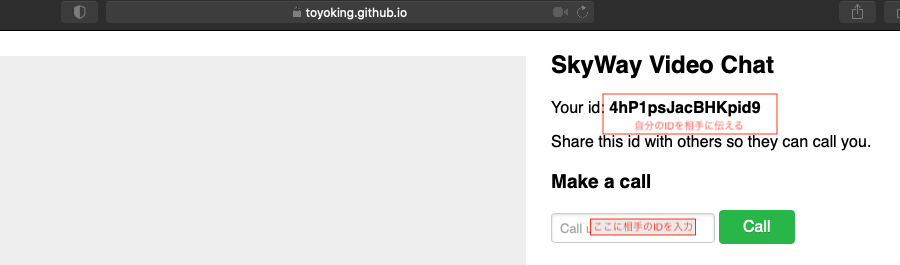 toyoking.github.io
SkyWay Video Chat
Your id: 4hP1psJacBHKpid9
自分のIDを相手に伝える
Share this id with others so they can call you.
Make a call
Call
ここに相手のIDを入力
Call